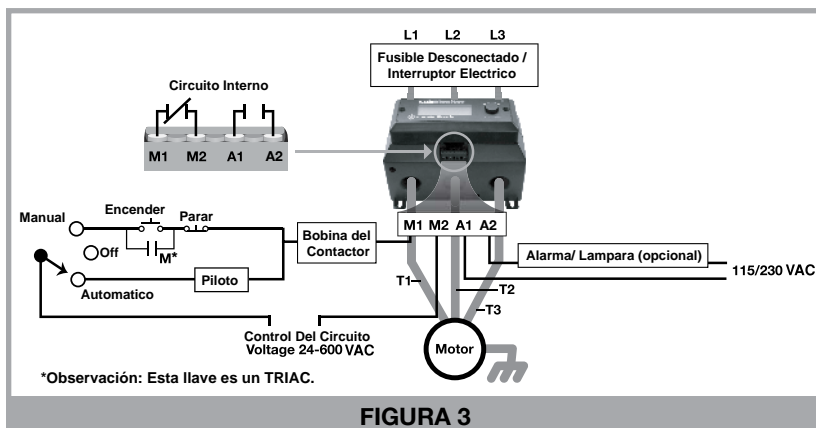 L1 L2 L3
Fusible Desconectado /
Interruptor Electrico
Circuito Interno
M1 M2 A1 A2
Manual
Encender
Parar
Off
M*
Automatico
Piloto
Bobina del
Contactor
M1 M2 A1 A2
Alarma/ Lampara (opcional)
115/230 VAC
T1
T2
T3
Control Del Circuito
Voltage 24-600 VAC
Motor
*Observación: Esta llave es un TRIAC.
FIGURA 3